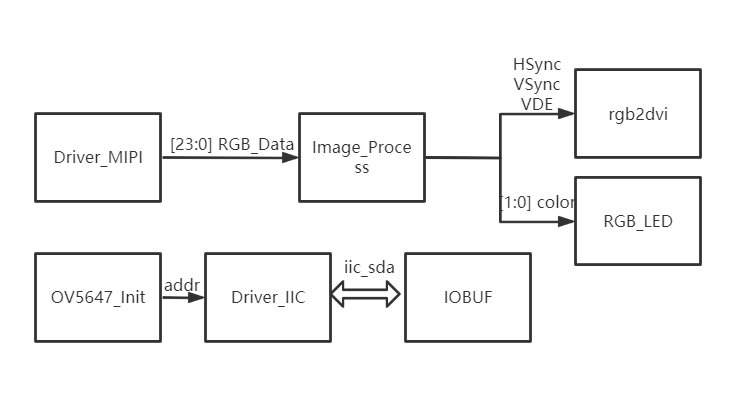 HSync
VSync
VDE
rgb2dvi
Driver_MIPI
[23:0] RGB_Data
Image_Proce
ss
[1:0] color
RGB_LED
OV5647_Init
addr
Driver_IIC
iic_sda
IOBUF